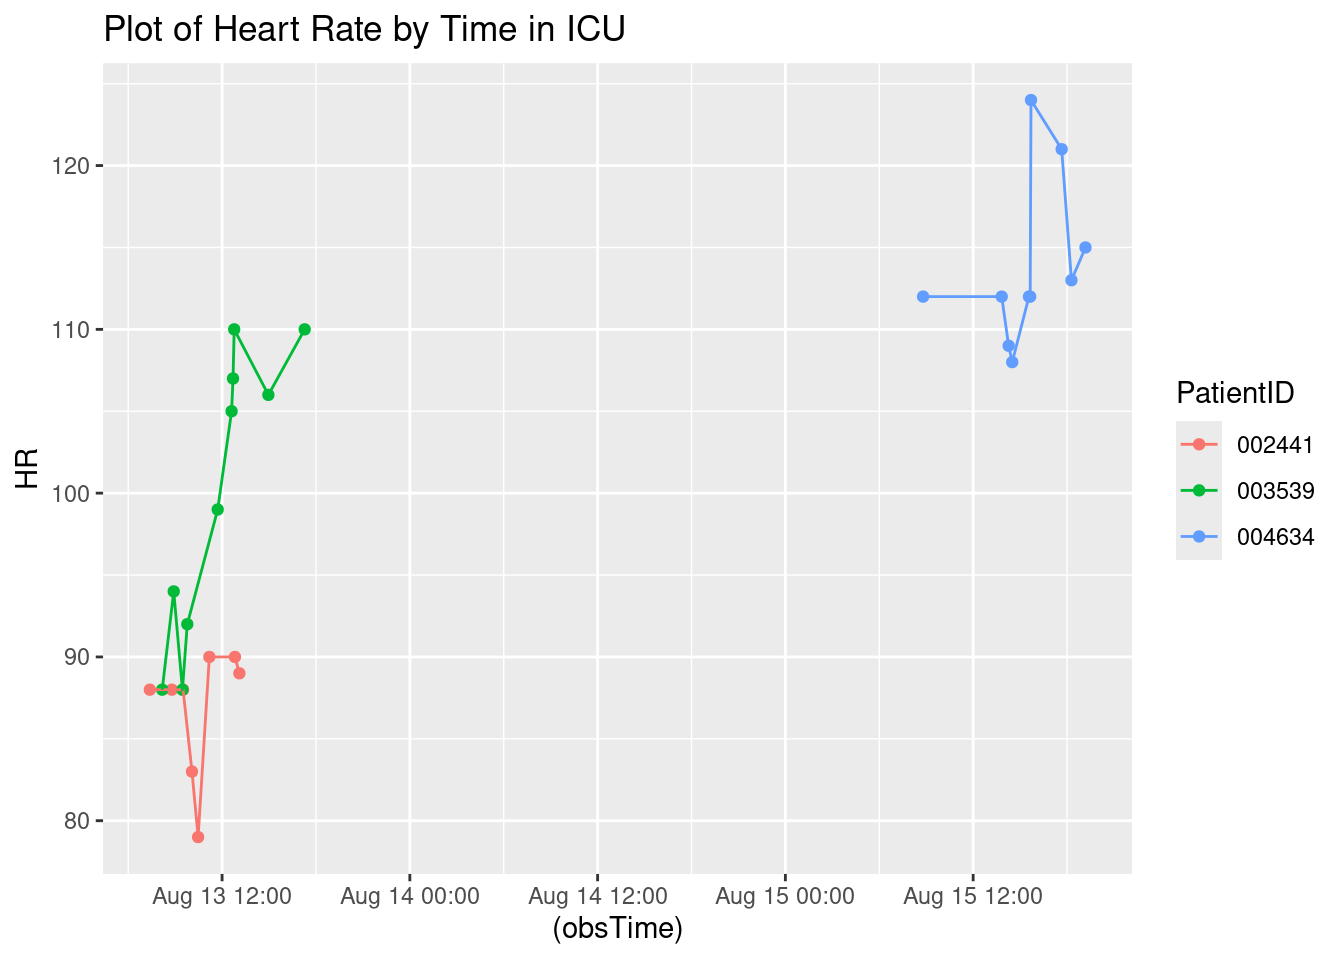 Plot of Heart Rate by Time in ICU
120
110
100
90
80
HR
Aug 13 12:00 Aug 14 00:00 Aug 14 12:00 Aug 15 00:00 Aug 15 12:00
(obsTime)
PatientID
002441
003539
004634